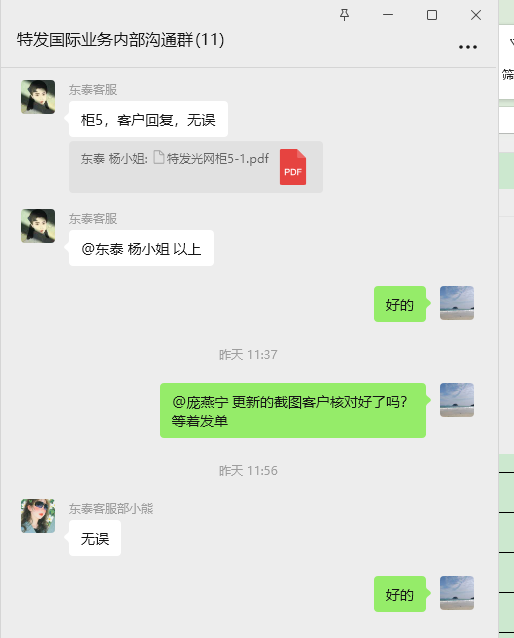 特发国际业务内部沟通群(11)
东泰客服
柜5，客户回复，无误
东泰 杨小姐: 特发光网柜5-1.pdf
PDF
东泰客服
@东泰 杨小姐 以上
好的
昨天 11:37
@庞燕宁 更新的截图客户核对好了吗?
等着发单
昨天 11:56
东泰客服部小熊
无误
好的
筛